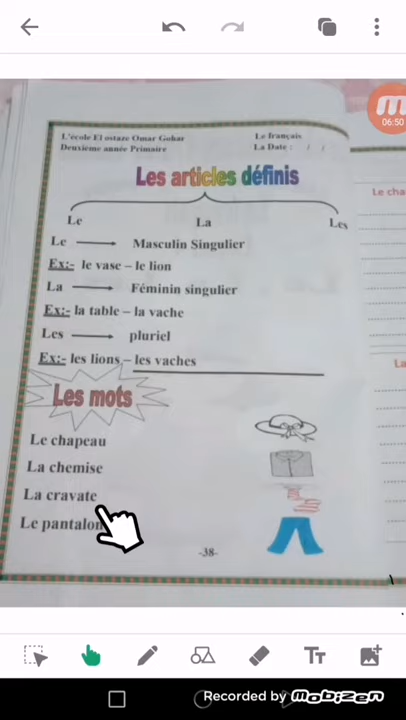 06:50
L'école El ostaze Omar Gohar
Le français
Deuxième année Primaire
La Date : / /
Les articles définis
Le La Les
Le Masculin Singulier
Ex:- le vase – le lion
La Féminin singulier
Ex:- la table – la vache
Les pluriel
Ex:- les lions – les vaches
Les mots
Le chapeau
La chemise
La cravate
Le pantalon
-38-
Le cha
La
Tт
Recorded by mobizen